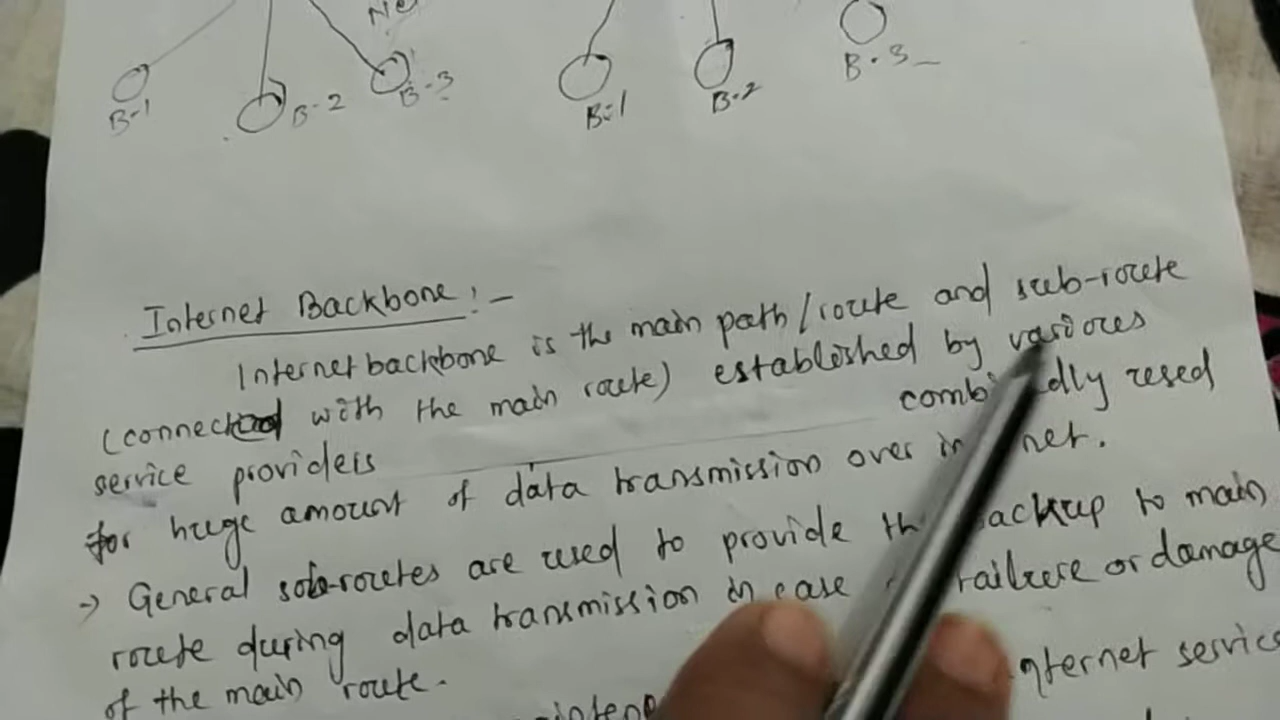 Ne
B-1
B-2
B-3
B-1
B-2
B-3
Internet Backbone :-
Internet backbone is the main path/route and sub-route
(connected with the main route) established by various
service providers combinedly used
for huge amount of data transmission over internet.
→ General sub-routes are used to provide the backup to main
route during data transmission in case failure or damage
of the main route.
Internet service